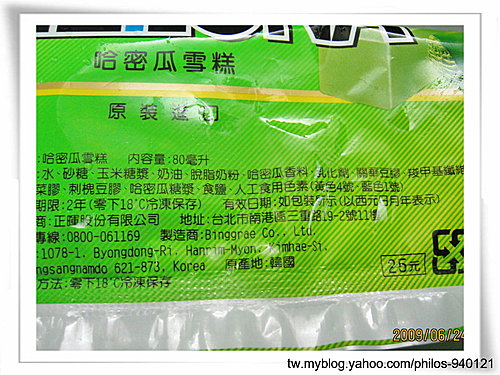 哈密瓜雪糕
原裝進口
:哈密瓜雪糕 內容量:80毫升
:水、砂糖、玉米糖漿、奶油、脫脂奶粉、哈密瓜香料、乳化劑、關華豆膠、羧甲基纖維
菜膠、刺槐豆膠、哈密瓜糖漿、食鹽、人工食用色素(黃色4號、藍色1號)
期限:2年(零下18°C冷凍保存) 有效日期:如包裝所示(以西元日月年表示)
商:正暉股份有限公司 地址:台北市南港區三重路19-2號11樓
專線:0800-061169 製造商:Binggrae Co., Ltd.
:1078-1, Byongdong-Ri, Hanrim-Myon, Kimhae-Si,
ngsangnamdo 621-873, Korea 原產地:韓國
方法:零下18°C冷凍保存
25元
2009/06/24
tw.myblog.yahoo.com/philos-940121